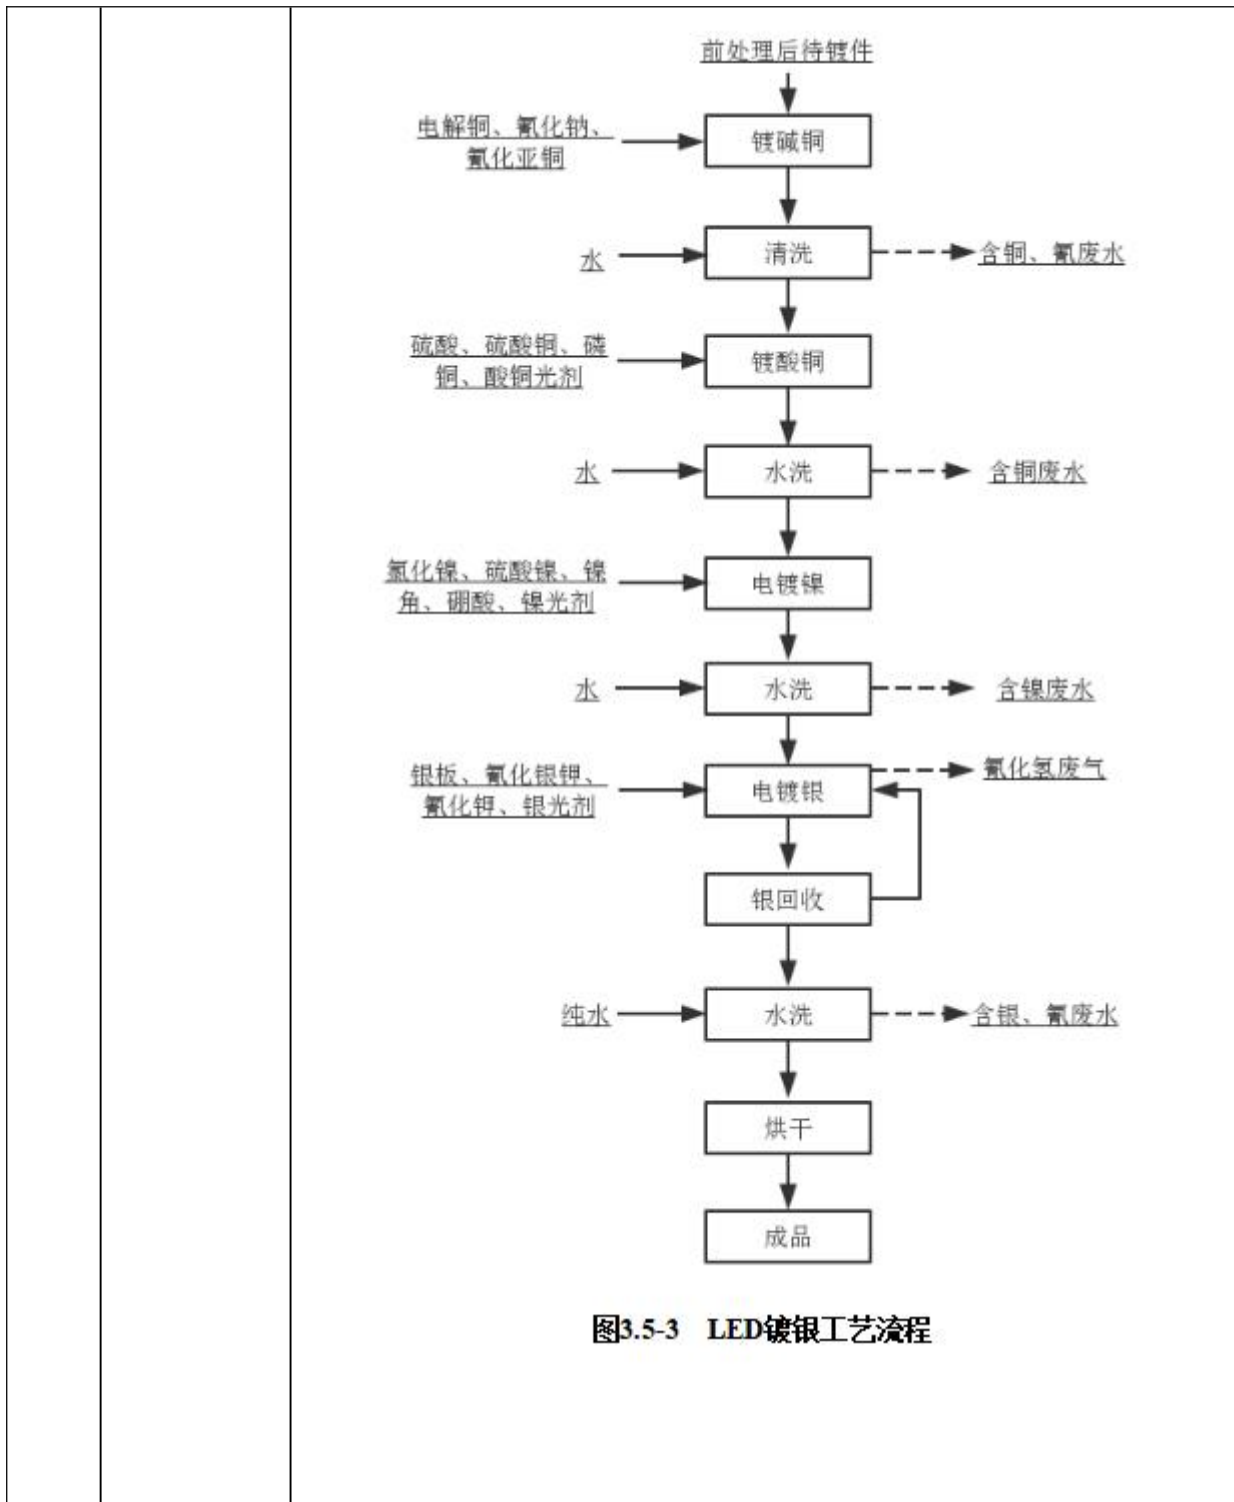 前处理后待镀件
电解铜、氰化钠、
氰化亚铜
镀碱铜
水
清洗
含铜、氰废水
硫酸、硫酸铜、磷
铜、酸铜光剂
镀酸铜
水
水洗
含铜废水
氯化镍、硫酸镍、镍
角、硼酸、镍光剂
电镀镍
水
水洗
含镍废水
银板、氰化银钾、
氰化钾、银光剂
电镀银
氰化氢废气
银回收
纯水
水洗
含银、氰废水
烘干
成品
图3.5-3 LED镀银工艺流程